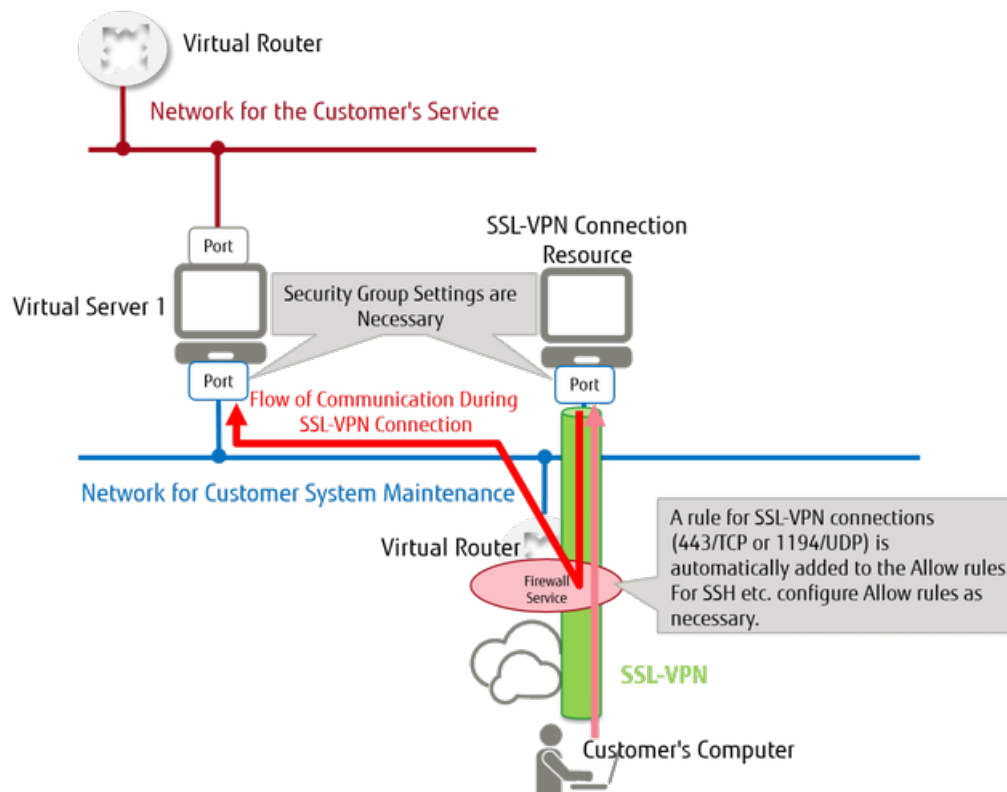 Virtual Router
Network for the Customer's Service
Port
SSL-VPN Connection
Resource
Virtual Server 1
Security Group Settings are
Necessary
Port
Port
Flow of Communication During
SSL-VPN Connection
Network for Customer System Maintenance
Virtual Router
Firewall
Service
A rule for SSL-VPN connections
(443/TCP or 1194/UDP) is
automatically added to the Allow rules.
For SSH etc. configure Allow rules as
necessary.
SSL-VPN
Customer's Computer